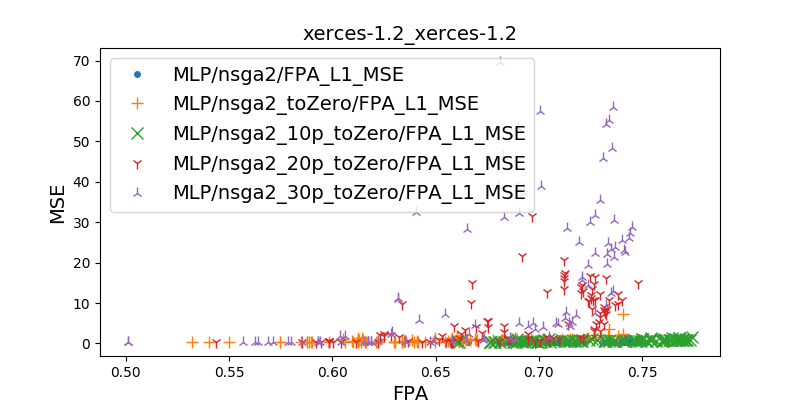 xerces-1.2_xerces-1.2
MLP/nsga2/FPA_L1_MSE
MLP/nsga2_toZero/FPA_L1_MSE
MLP/nsga2_10p_toZero/FPA_L1_MSE
MLP/nsga2_20p_toZero/FPA_L1_MSE
MLP/nsga2_30p_toZero/FPA_L1_MSE
MSE
70
60
50
40
30
20
10
0
0.50 0.55 0.60 0.65 0.70 0.75
FPA